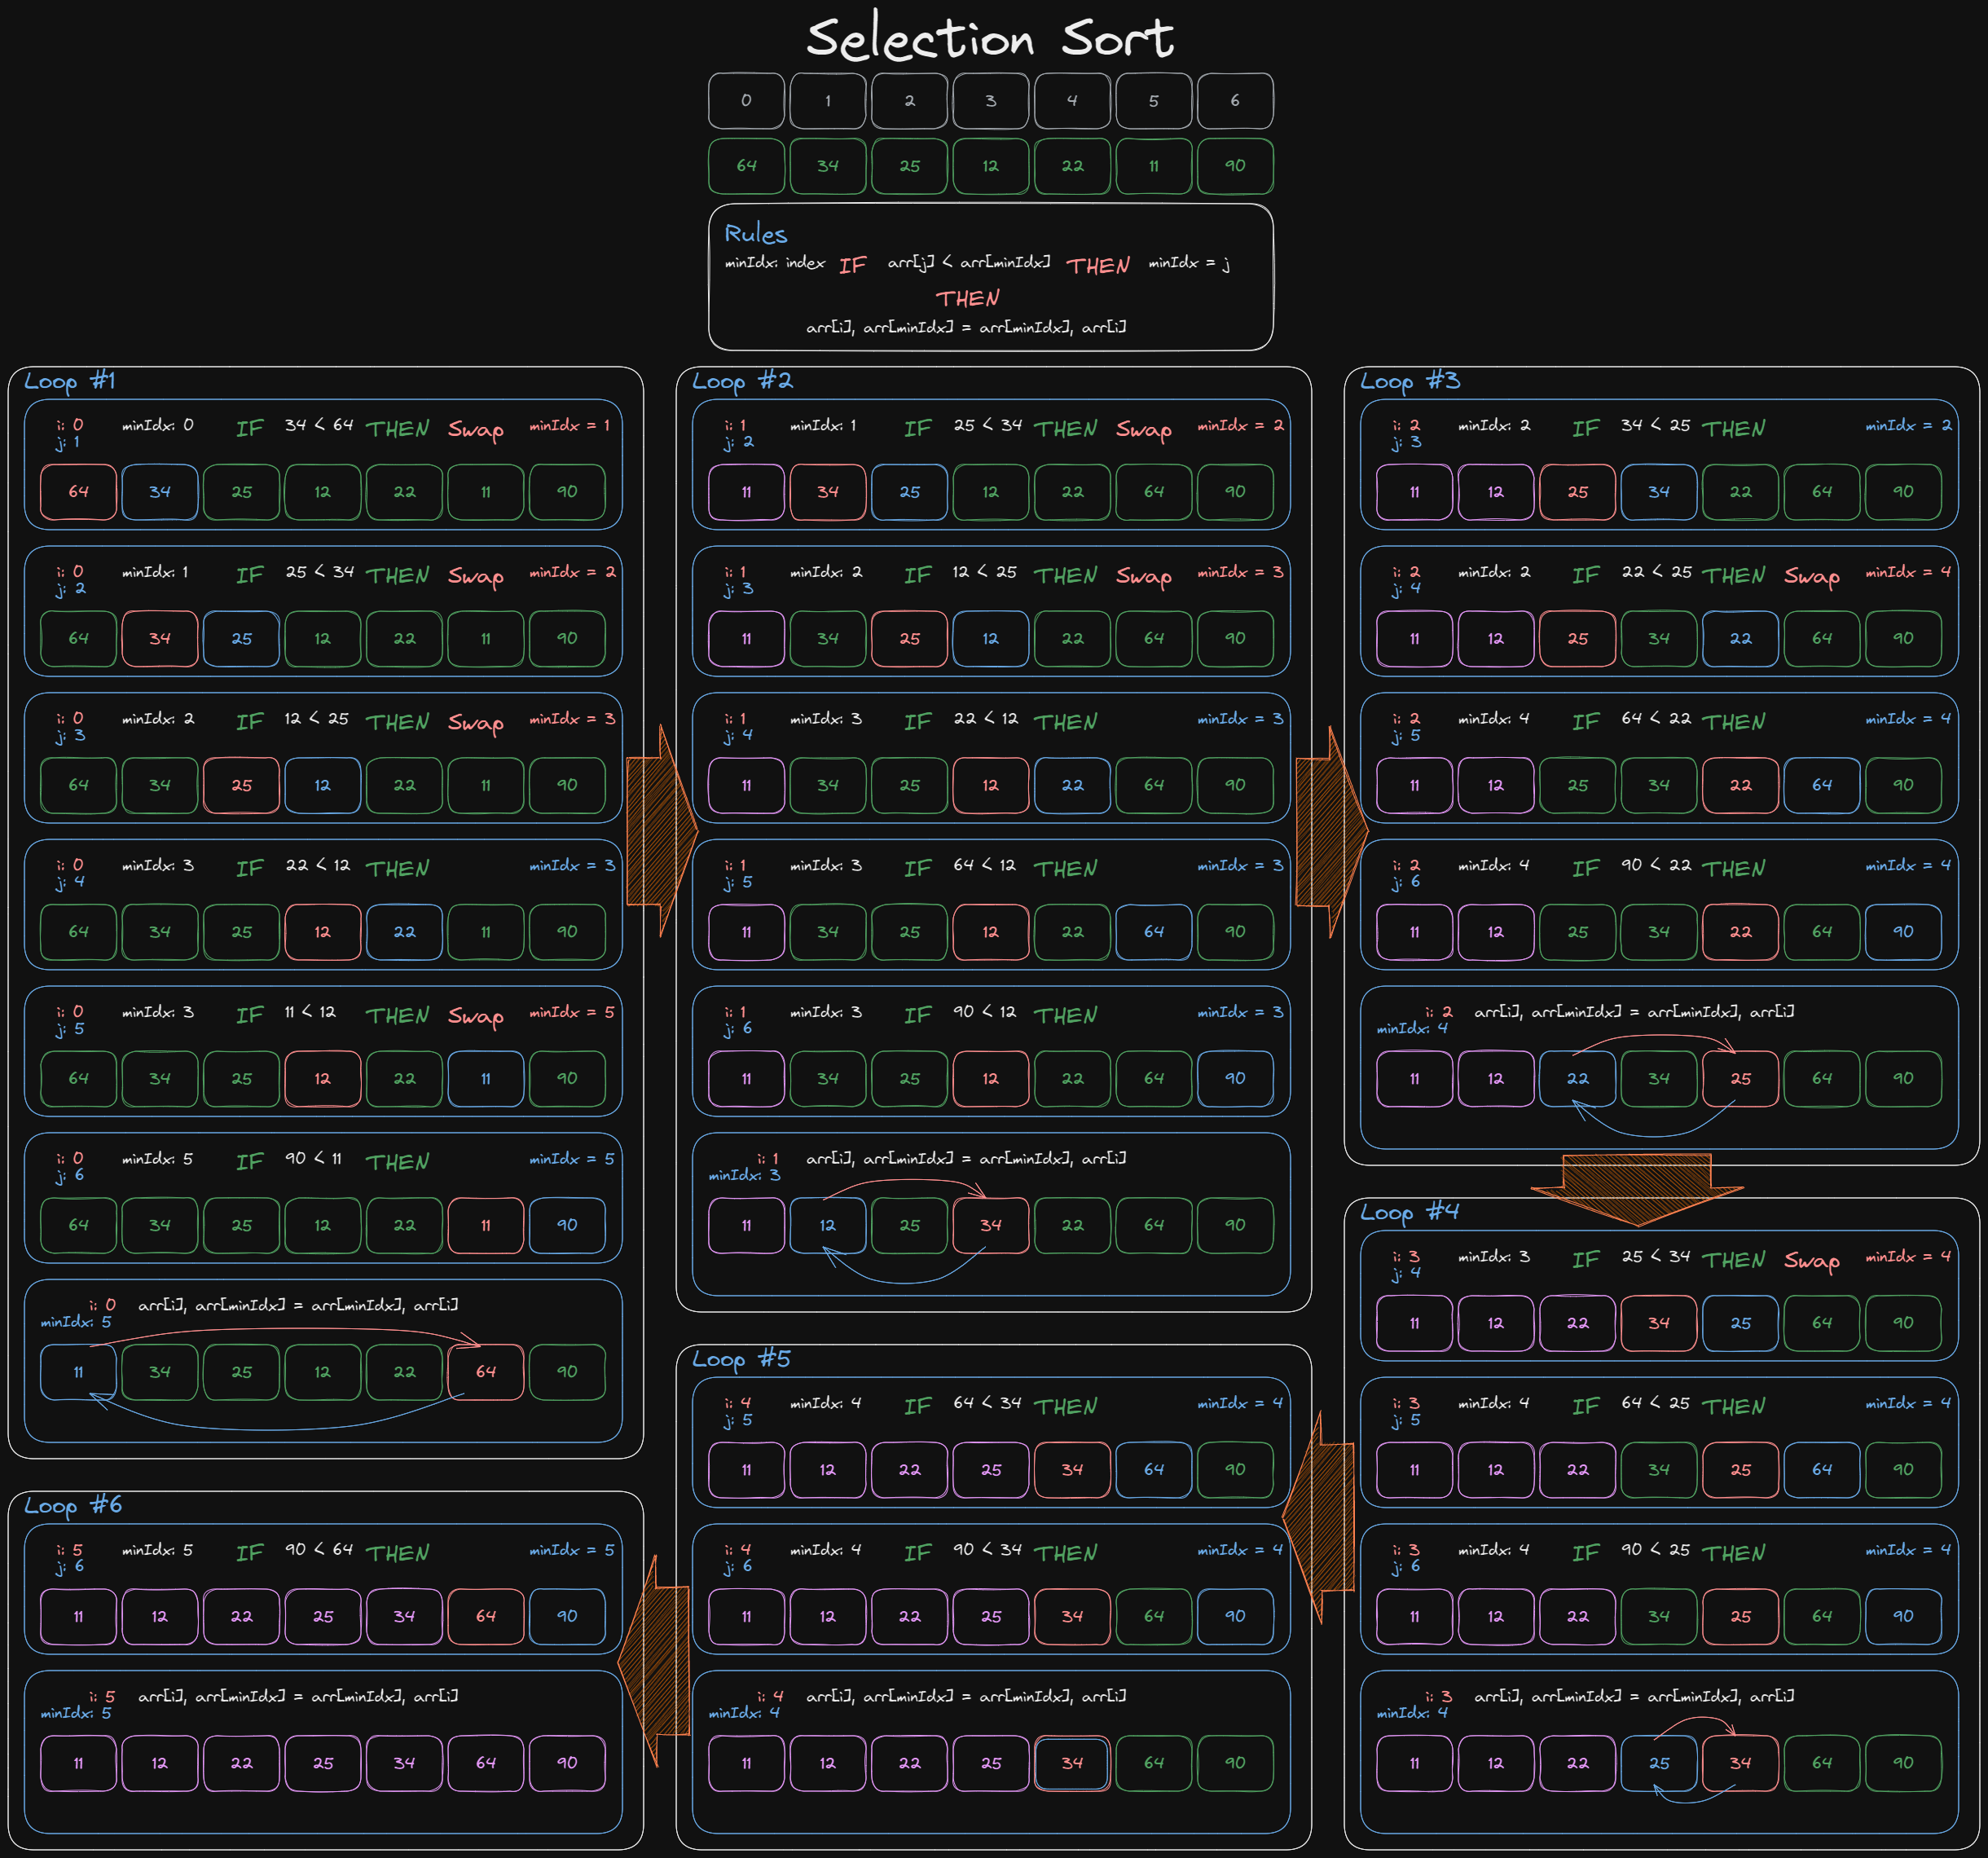 Selection Sort
0 1 2 3 4 5 6
64 34 25 12 22 11 90
Rules
minIdx: index IF arr[j] < arr[minIdx] THEN minIdx = j
THEN
arr[i], arr[minIdx] = arr[minIdx], arr[i]
Loop #1
i: 0 minIdx: 0 IF 34 < 64 THEN Swap minIdx = 1
j: 1
64 34 25 12 22 11 90
i: 0 minIdx: 1 IF 25 < 34 THEN Swap minIdx = 2
j: 2
64 34 25 12 22 11 90
i: 0 minIdx: 2 IF 12 < 25 THEN Swap minIdx = 3
j: 3
64 34 25 12 22 11 90
i: 0 minIdx: 3 IF 22 < 12 THEN minIdx = 3
j: 4
64 34 25 12 22 11 90
i: 0 minIdx: 3 IF 11 < 12 THEN Swap minIdx = 5
j: 5
64 34 25 12 22 11 90
i: 0 minIdx: 5 IF 90 < 11 THEN minIdx = 5
j: 6
64 34 25 12 22 11 90
i: 0 arr[i], arr[minIdx] = arr[minIdx], arr[i]
minIdx: 5
11 34 25 12 22 64 90
Loop #2
i: 1 minIdx: 1 IF 25 < 34 THEN Swap minIdx = 2
j: 2
11 34 25 12 22 64 90
i: 1 minIdx: 2 IF 12 < 25 THEN Swap minIdx = 3
j: 3
11 34 25 12 22 64 90
i: 1 minIdx: 3 IF 22 < 12 THEN minIdx = 3
j: 4
11 34 25 12 22 64 90
i: 1 minIdx: 3 IF 64 < 12 THEN minIdx = 3
j: 5
11 34 25 12 22 64 90
i: 1 minIdx: 3 IF 90 < 12 THEN minIdx = 3
j: 6
11 34 25 12 22 64 90
i: 1 arr[i], arr[minIdx] = arr[minIdx], arr[i]
minIdx: 3
11 12 25 34 22 64 90
Loop #3
i: 2 minIdx: 2 IF 34 < 25 THEN minIdx = 2
j: 3
11 12 25 34 22 64 90
i: 2 minIdx: 2 IF 22 < 25 THEN Swap minIdx = 4
j: 4
11 12 25 34 22 64 90
i: 2 minIdx: 4 IF 64 < 22 THEN minIdx = 4
j: 5
11 12 25 34 22 64 90
i: 2 minIdx: 4 IF 90 < 22 THEN minIdx = 4
j: 6
11 12 25 34 22 64 90
i: 2 arr[i], arr[minIdx] = arr[minIdx], arr[i]
minIdx: 4
11 12 22 34 25 64 90
Loop #4
i: 3 minIdx: 3 IF 25 < 34 THEN Swap minIdx = 4
j: 4
11 12 22 34 25 64 90
i: 3 minIdx: 4 IF 64 < 25 THEN minIdx = 4
j: 5
11 12 22 34 25 64 90
i: 3 minIdx: 4 IF 90 < 25 THEN minIdx = 4
j: 6
11 12 22 34 25 64 90
i: 3 arr[i], arr[minIdx] = arr[minIdx], arr[i]
minIdx: 4
11 12 22 25 34 64 90
Loop #5
i: 4 minIdx: 4 IF 64 < 34 THEN minIdx = 4
j: 5
11 12 22 25 34 64 90
i: 4 minIdx: 4 IF 90 < 34 THEN minIdx = 4
j: 6
11 12 22 25 34 64 90
i: 4 arr[i], arr[minIdx] = arr[minIdx], arr[i]
minIdx: 4
11 12 22 25 34 64 90
Loop #6
i: 5 minIdx: 5 IF 90 < 64 THEN minIdx = 5
j: 6
11 12 22 25 34 64 90
i: 5 arr[i], arr[minIdx] = arr[minIdx], arr[i]
minIdx: 5
11 12 22 25 34 64 90